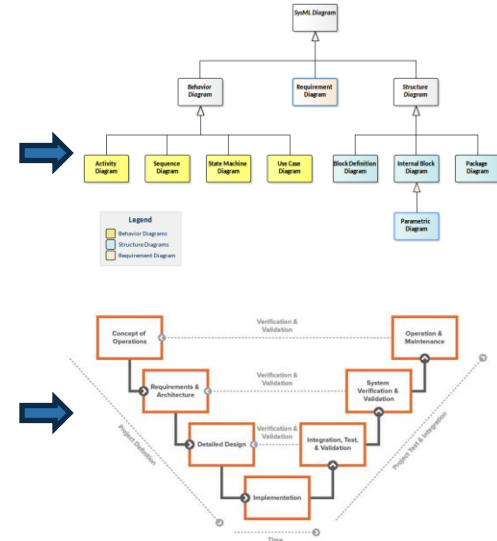 SysML Diagram
Behavior
Diagram
Requirement
Diagram
Structure
Diagram
Activity
Diagram
Sequence
Diagram
State Machine
Diagram
Use Case
Diagram
Block Definition
Diagram
Internal Block
Diagram
Package
Diagram
Parametric
Diagram
Legend
Behavior Diagrams
Structure Diagrams
Requirement Diagram
Concept of
Operations
Verification &
Validation
Operation &
Maintenance
Requirements &
Architecture
Verification &
Validation
System
Verification &
Validation
Detailed Design
Verification &
Validation
Integration, Test,
& Validation
Implementation
Project Definition
Project Test & Integration
Time